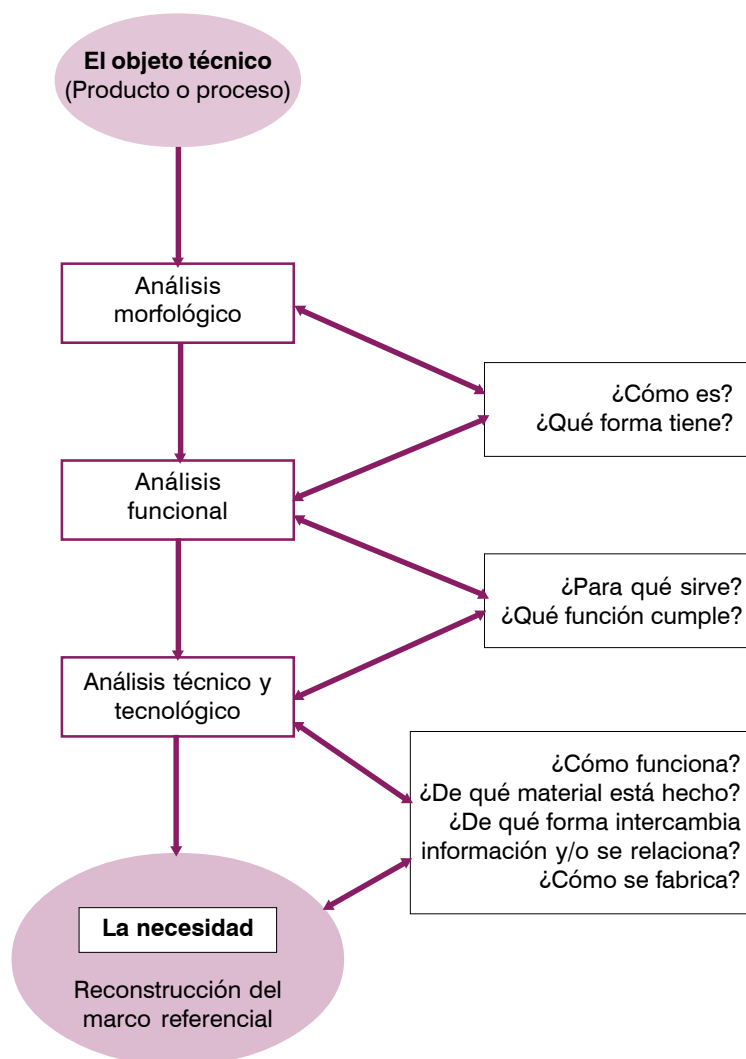 El objeto técnico
(Producto o proceso)
Análisis
morfológico
¿Cómo es?
¿Qué forma tiene?
Análisis
funcional
¿Para qué sirve?
¿Qué función cumple?
Análisis técnico y
tecnológico
¿Cómo funciona?
¿De qué material está hecho?
¿De qué forma intercambia
información y/o se relaciona?
¿Cómo se fabrica?
La necesidad
Reconstrucción del
marco referencial